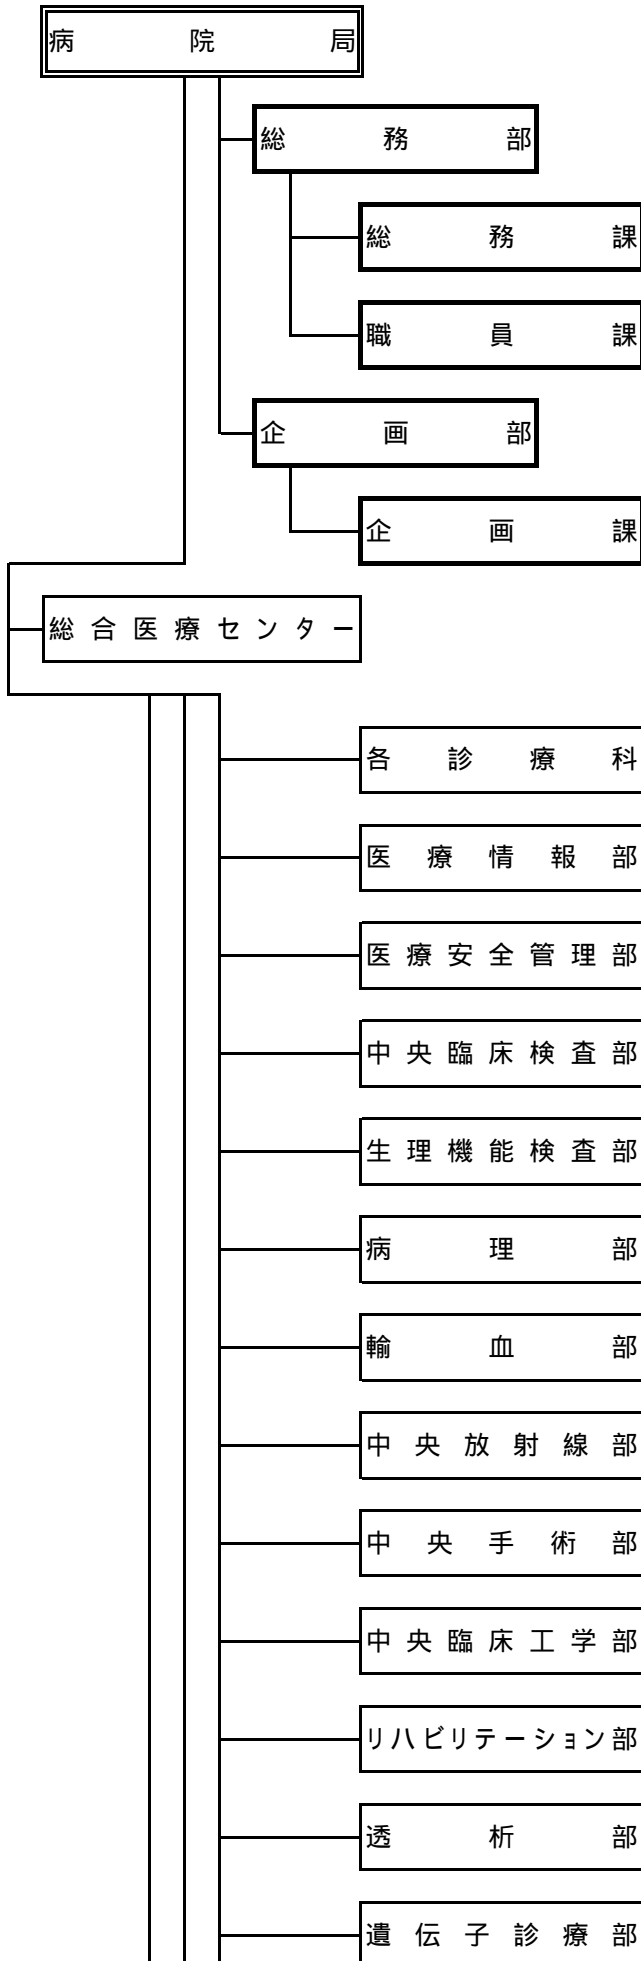 病院局
総務部
総務課
職員課
企画部
企画課
総合医療センター
各診療科
医療情報部
医療安全管理部
中央臨床検査部
生理機能検査部
病理部
輸血部
中央放射線部
中央手術部
中央臨床工学部
リハビリテーション部
透析部
遺伝子診療部